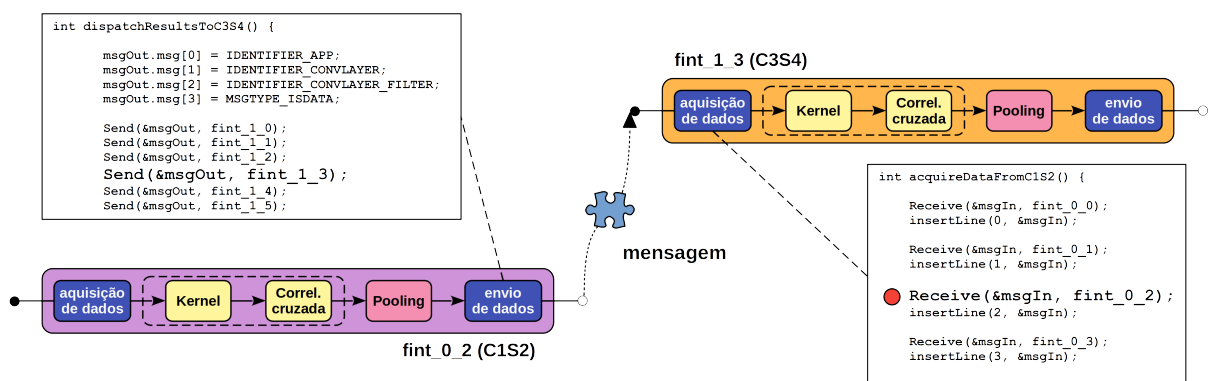 int dispatchResultsToC3S4() {
msgOut.msg[0] = IDENTIFIER_APP;
msgOut.msg[1] = IDENTIFIER_CONVLAYER;
msgOut.msg[2] = IDENTIFIER_CONVLAYER_FILTER;
msgOut.msg[3] = MSGTYPE_ISDATA;
Send(&msgOut, fint_1_0);
Send(&msgOut, fint_1_1);
Send(&msgOut, fint_1_2);
Send(&msgOut, fint_1_3);
Send(&msgOut, fint_1_4);
Send(&msgOut, fint_1_5);
fint_1_3 (C3S4)
aquisição
de dados
Kernel
Correl.
cruzada
Pooling
envio
de dados
int acquireDataFromC1S2() {
Receive(&msgIn, fint_0_0);
insertLine(0, &msgIn);
Receive(&msgIn, fint_0_1);
insertLine(1, &msgIn);
Receive(&msgIn, fint_0_2);
insertLine(2, &msgIn);
Receive(&msgIn, fint_0_3);
insertLine(3, &msgIn);
mensagem
aquisição
de dados
Kernel
Correl.
cruzada
Pooling
envio
de dados
fint_0_2 (C1S2)